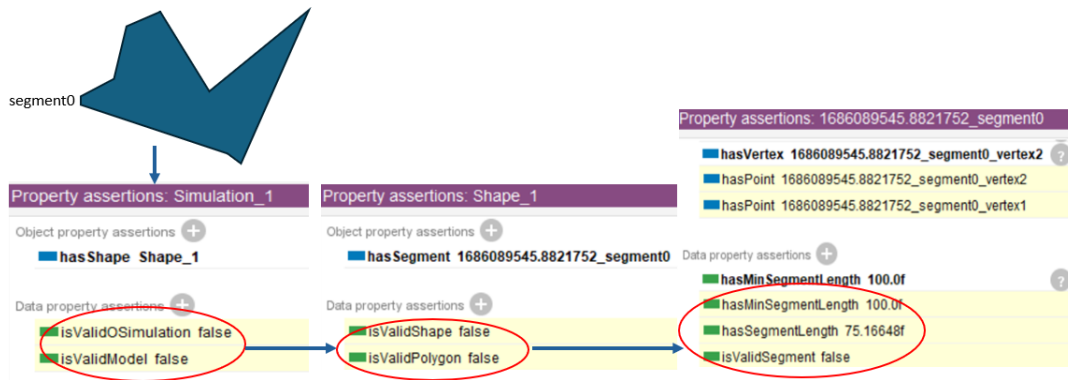 segment0
Property assertions: Simulation_1
Object property assertions
hasShape Shape_1
Data property assertions
isValidOSimulation false
isValidModel false
Property assertions: Shape_1
Object property assertions
hasSegment 1686089545.8821752_segment0
Data property assertions
isValidShape false
isValidPolygon false
Property assertions: 1686089545.8821752_segment0
hasVertex 1686089545.8821752_segment0_vertex2
?
hasPoint 1686089545.8821752_segment0_vertex2
hasPoint 1686089545.8821752_segment0_vertex1
Data property assertions
hasMinSegmentLength 100.0f
?
hasMinSegmentLength 100.0f
hasSegmentLength 75.16648f
isValidSegment false